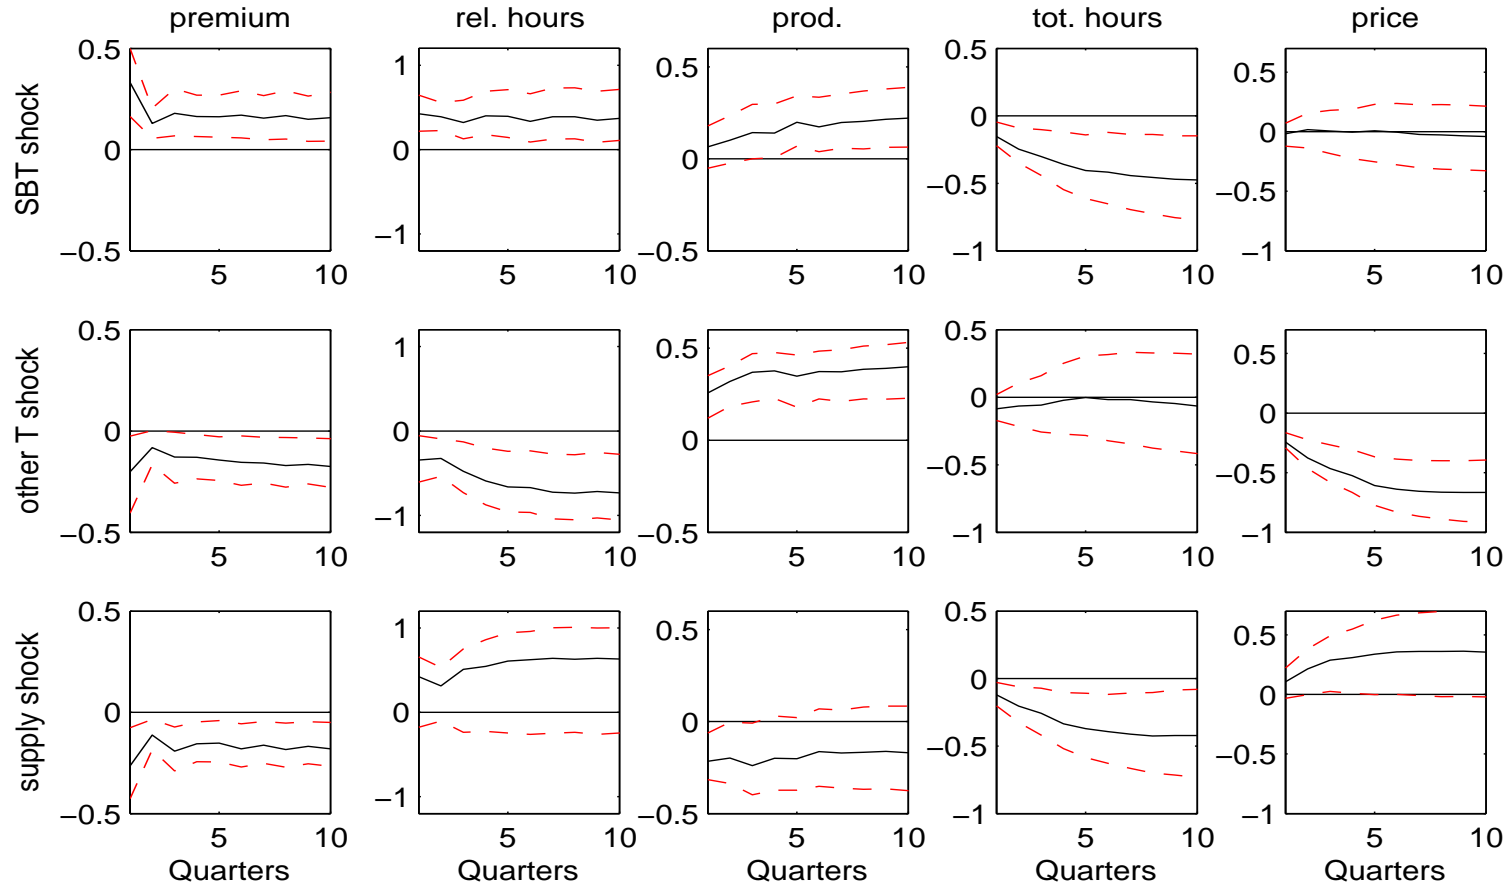 premium rel. hours prod. tot. hours price
SBT shock
0.5 0 −0.5 5 10
1 0 −1 5 10
0.5 0 −0.5 5 10
0.5 0 −0.5 −1 5 10
0.5 0 0.5 −1 5 10
other T shock
0.5 0 −0.5 5 10
1 0 −1 5 10
0.5 0 −0.5 5 10
0.5 0 −0.5 −1 5 10
0.5 0 −0.5 −1 5 10
supply shock
0.5 0 −0.5 5 10
1 0 −1 5 10
0.5 0 −0.5 5 10
0.5 0 −0.5 −1 5 10
0.5 0 −0.5 −1 5 10
Quarters Quarters Quarters Quarters Quarters